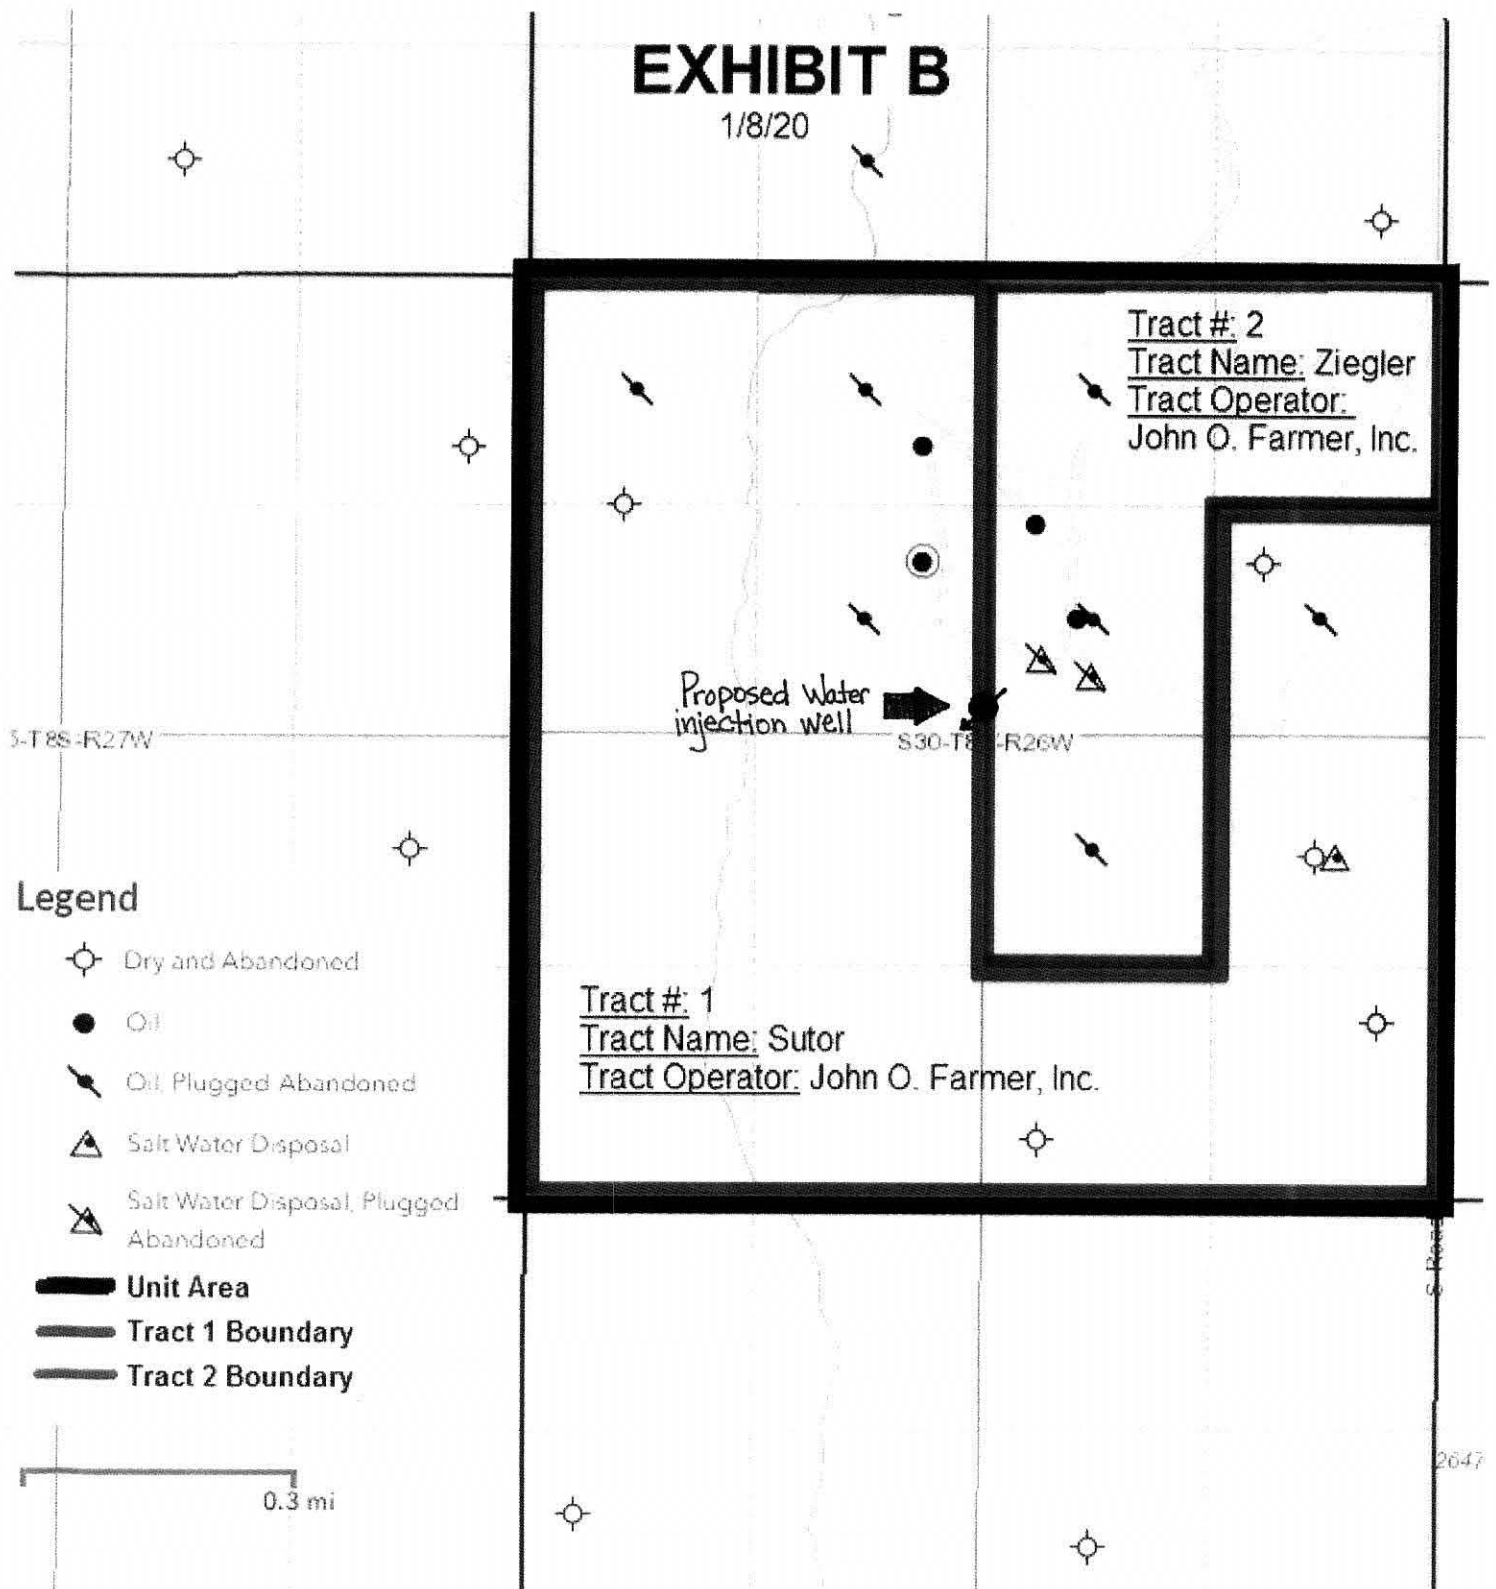 EXHIBIT B
1/8/20
Tract #: 2
Tract Name: Ziegler
Tract Operator:
John O. Farmer, Inc.
Proposed Water
injection well
5-T8S-R27W
S30-T8 -R26W
Legend
Dry and Abandoned
Oil
Oil, Plugged Abandoned
Salt Water Disposal
Salt Water Disposal, Plugged
Abandoned
Unit Area
Tract 1 Boundary
Tract 2 Boundary
Tract #: 1
Tract Name: Sutor
Tract Operator: John O. Farmer, Inc.
0.3 mi
2647